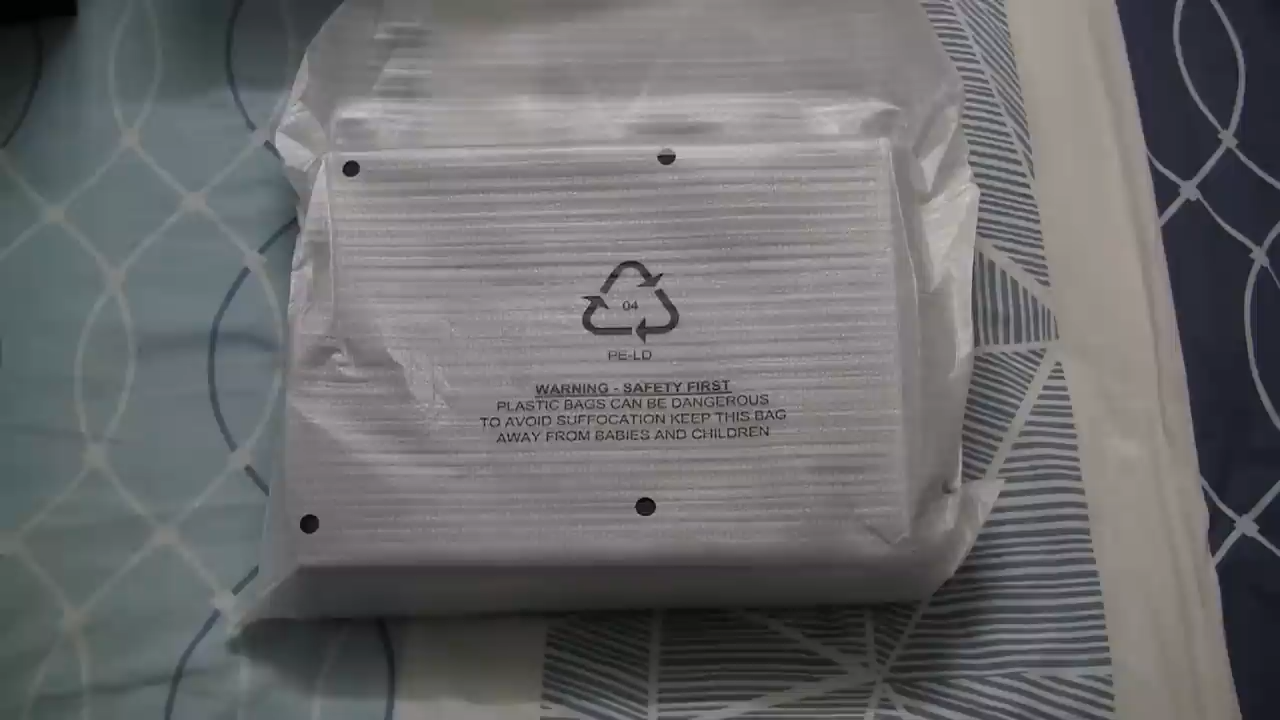 04
PE-LD
WARNING - SAFETY FIRST
PLASTIC BAGS CAN BE DANGEROUS
TO AVOID SUFFOCATION KEEP THIS BAG
AWAY FROM BABIES AND CHILDREN